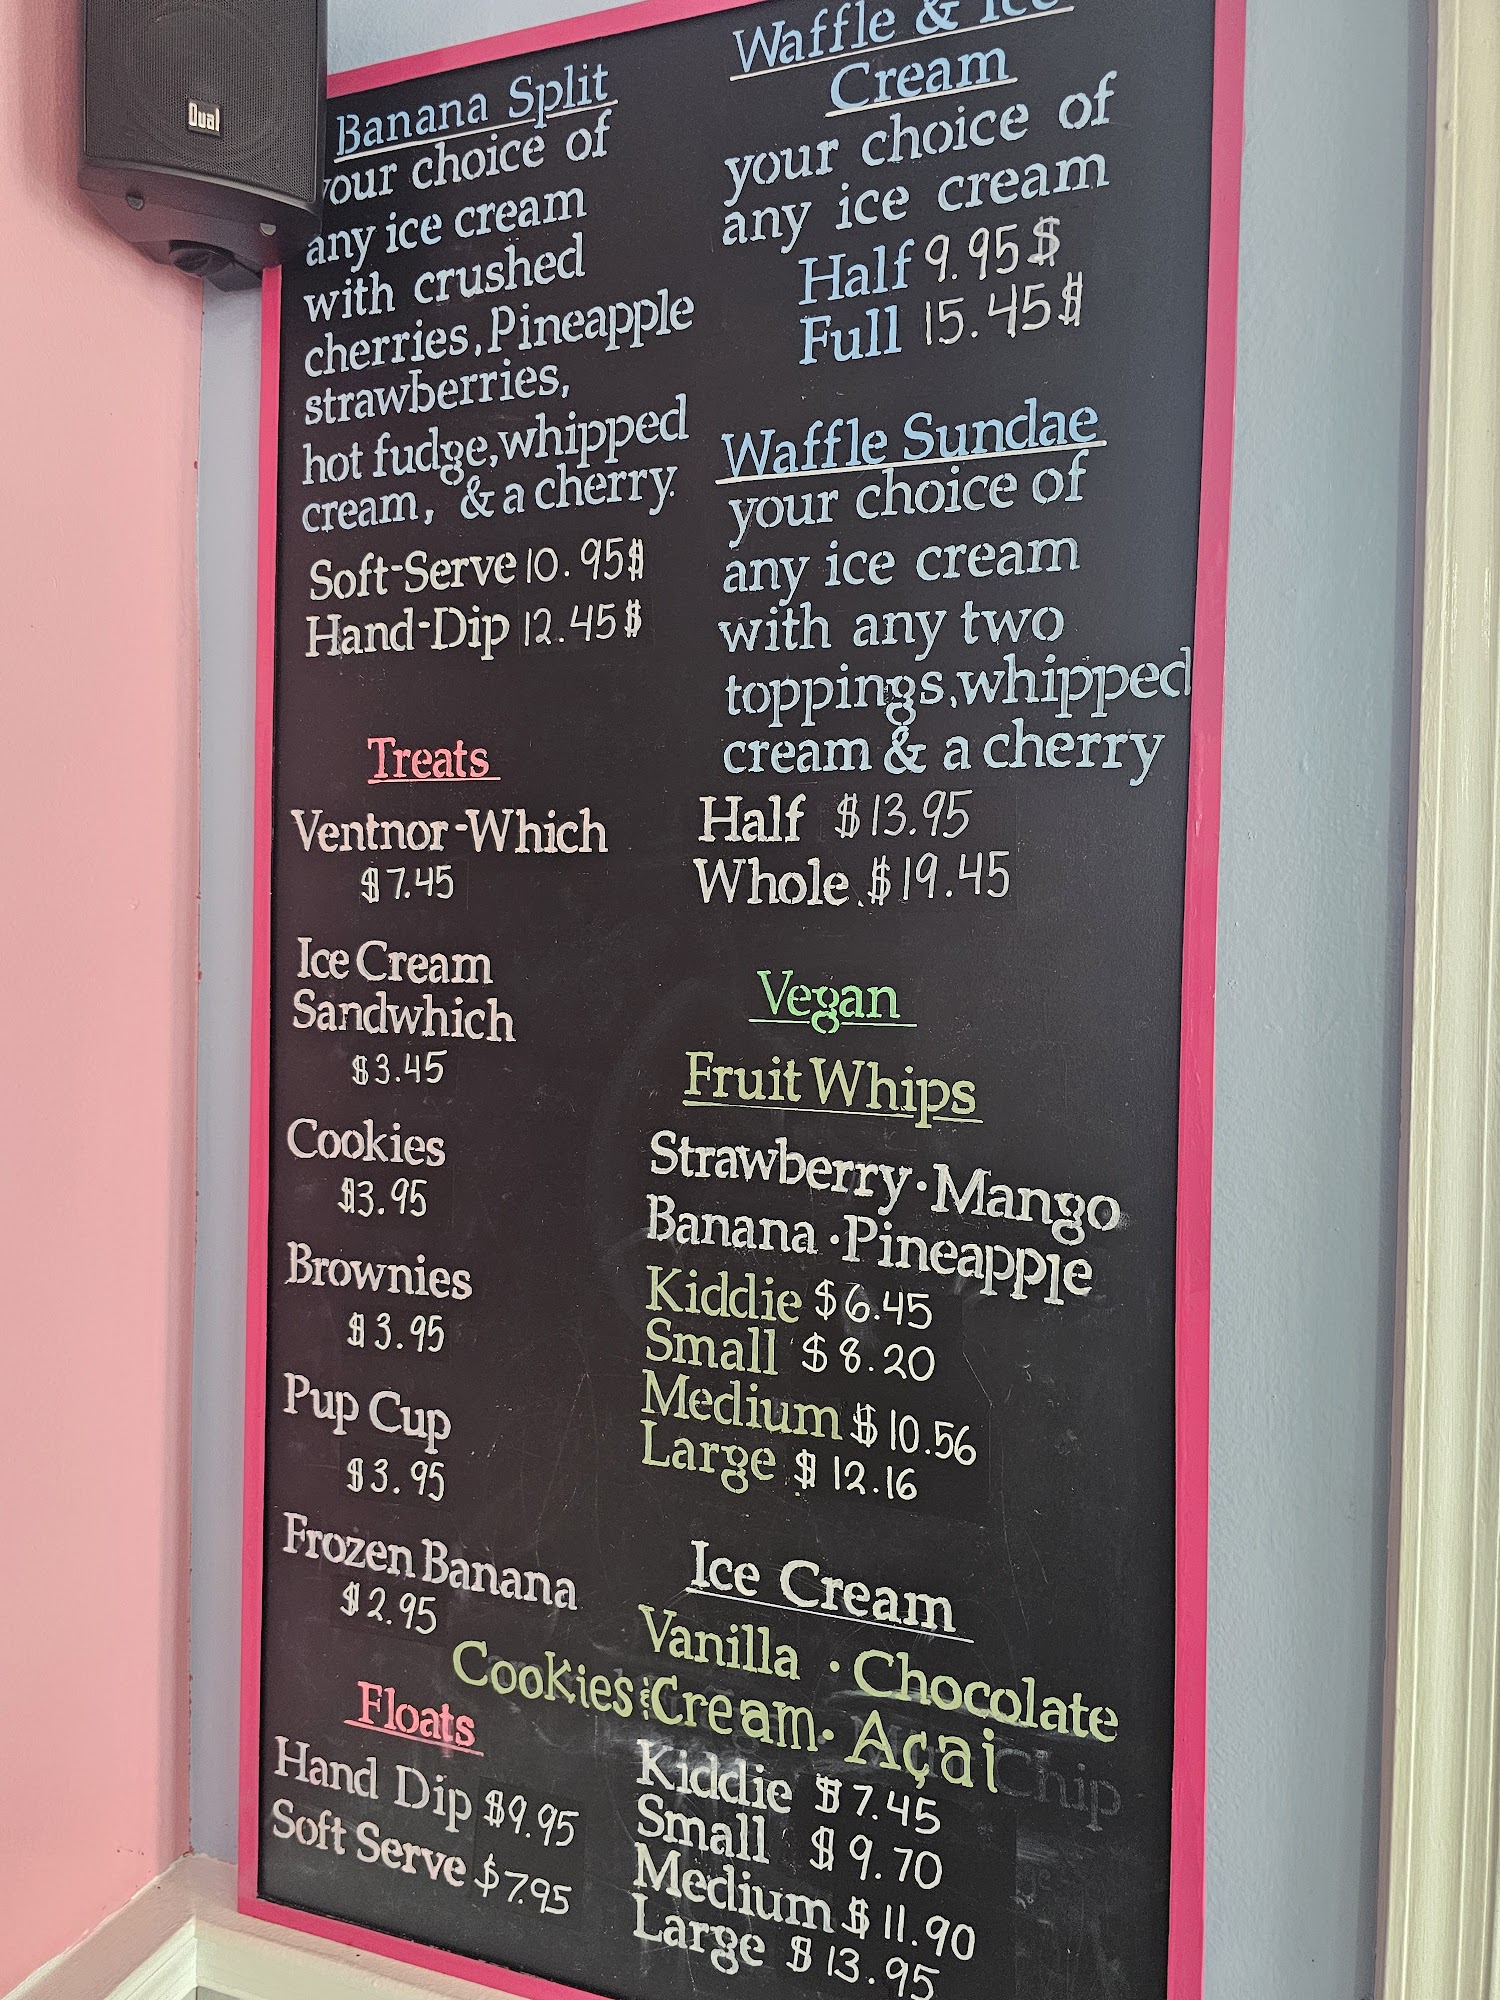 Dual
Banana Split
your choice of
any ice cream
with crushed
cherries, Pineapple
strawberries,
hot fudge, whipped
cream, & a cherry.
Soft-Serve 10.95$
Hand-Dip 12.45$
Treats
Ventnor-Which
$7.45
Ice Cream
Sandwhich
$3.45
Cookies
$3.95
Brownies
$3.95
Pup Cup
$3.95
Frozen Banana
$2.95
Floats
Hand Dip $9.95
Soft Serve $7.95
Waffle & Ice
Cream
your choice of
any ice cream
Half 9.95$
Full 15.45$
Waffle Sundae
your choice of
any ice cream
with any two
toppings, whipped
cream & a cherry
Half $13.95
Whole $19.45
Vegan
Fruit Whips
Strawberry · Mango
Banana · Pineapple
Kiddie $6.45
Small $8.20
Medium $10.56
Large $12.16
Ice Cream
Vanilla · Chocolate
Cookies & Cream · Açai
Chip
Kiddie $7.45
Small $9.70
Medium $11.90
Large $13.95